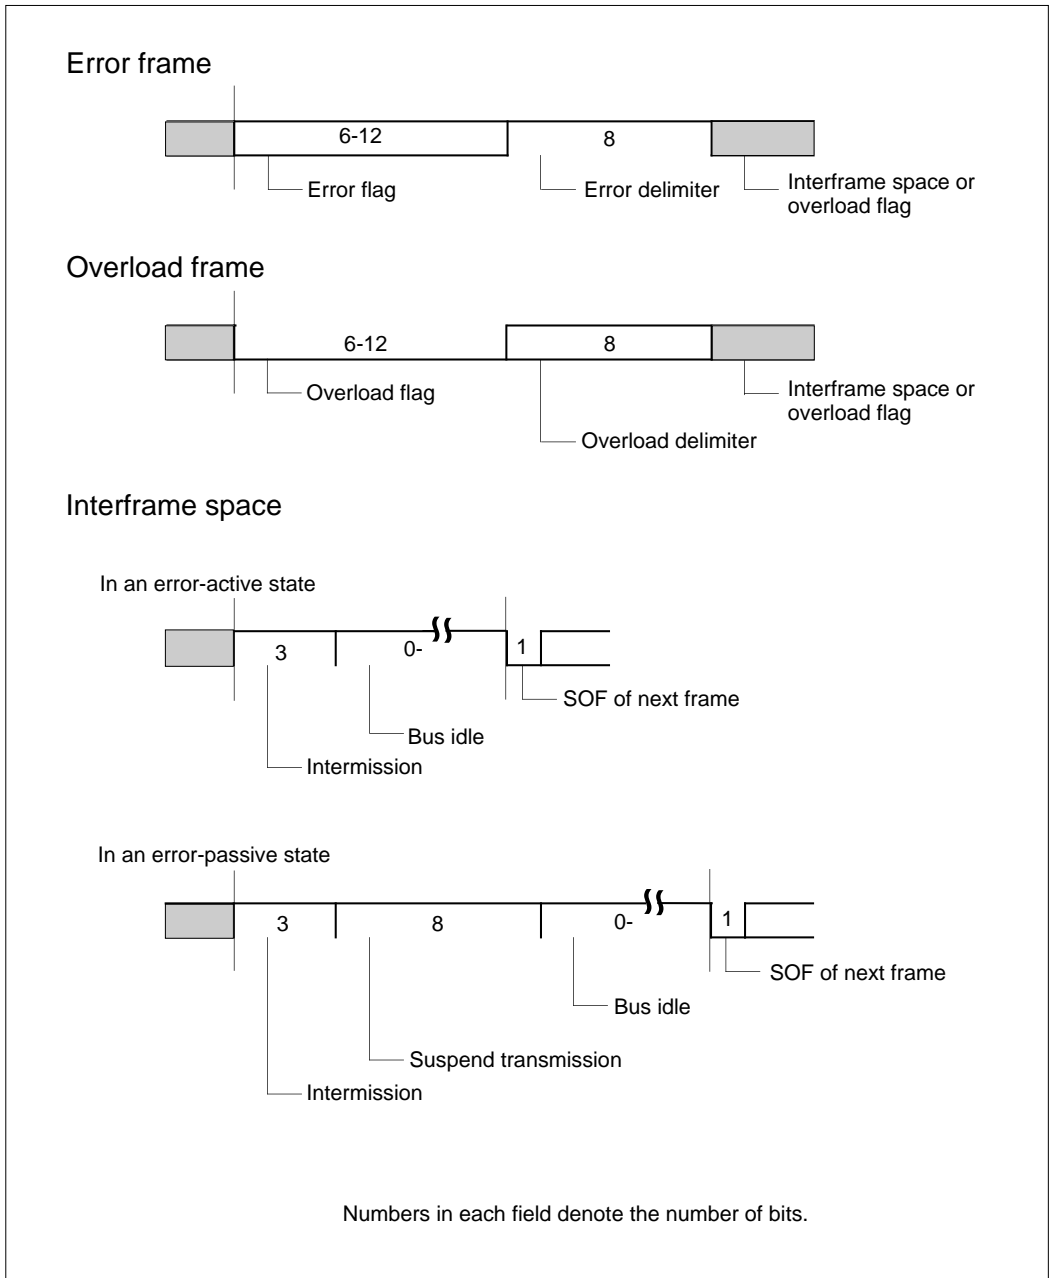 Error frame
6-12
8
Error flag
Error delimiter
Interframe space or
overload flag
Overload frame
6-12
8
Overload flag
Interframe space or
overload flag
Overload delimiter
Interframe space
In an error-active state
3
0-
1
SOF of next frame
Bus idle
Intermission
In an error-passive state
3
8
0-
1
SOF of next frame
Bus idle
Suspend transmission
Intermission
Numbers in each field denote the number of bits.